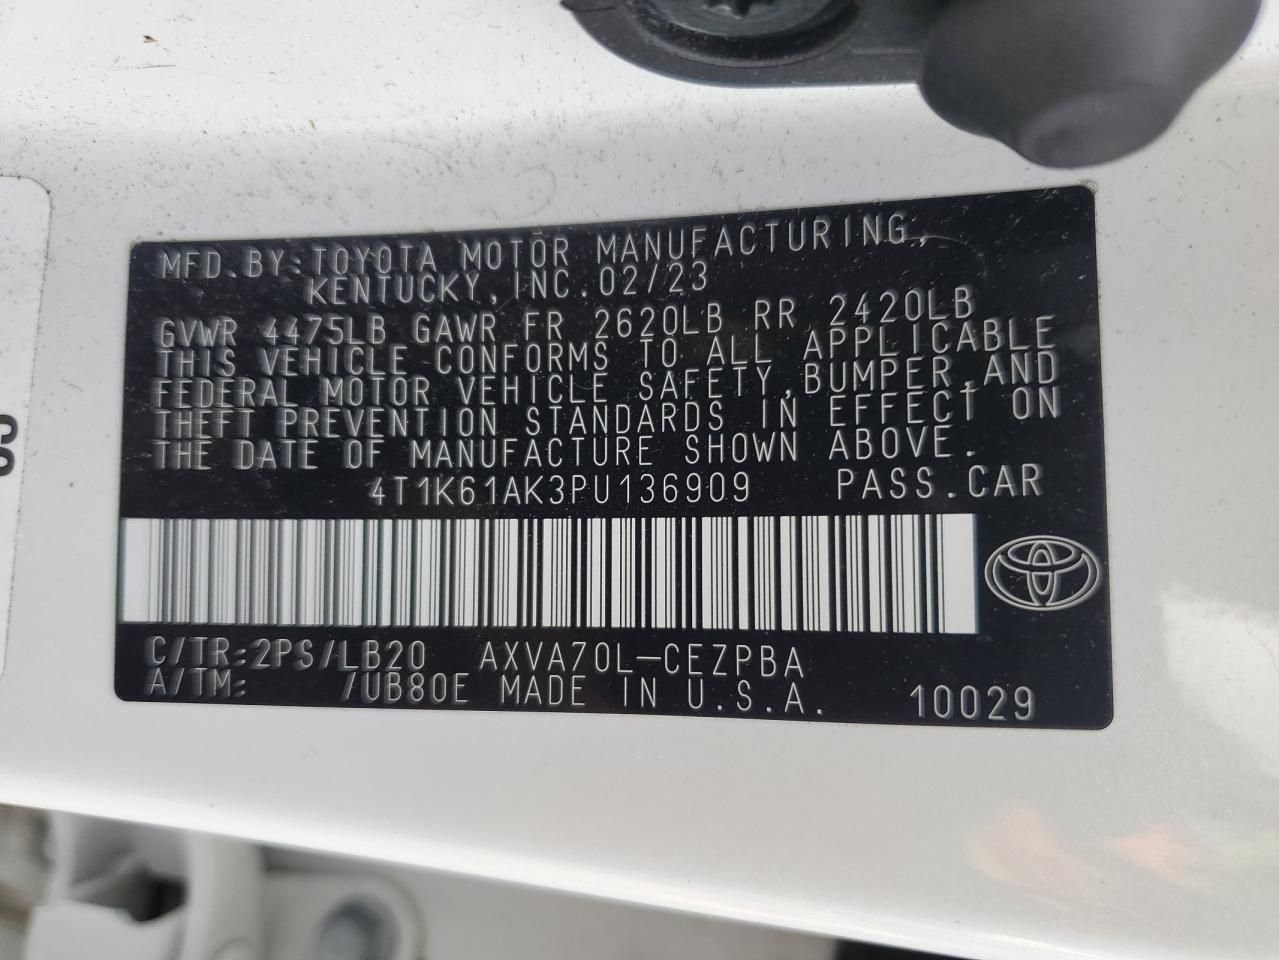 MFD.BY:TOYOTA MOTOR MANUFACTURING,
KENTUCKY,INC.02/23
GVWR 4475LB GAWR FR 2620LB RR 2420LB
THIS VEHICLE CONFORMS TO ALL APPLICABLE
FEDERAL MOTOR VEHICLE SAFETY,BUMPER,AND
THEFT PREVENTION STANDARDS IN EFFECT ON
THE DATE OF MANUFACTURE SHOWN ABOVE.
4T1K61AK3PU136909 PASS.CAR
C/TR:2PS/LB20 AXVA70L-CEZPBA
A/TM: /UB80E MADE IN U.S.A. 10029